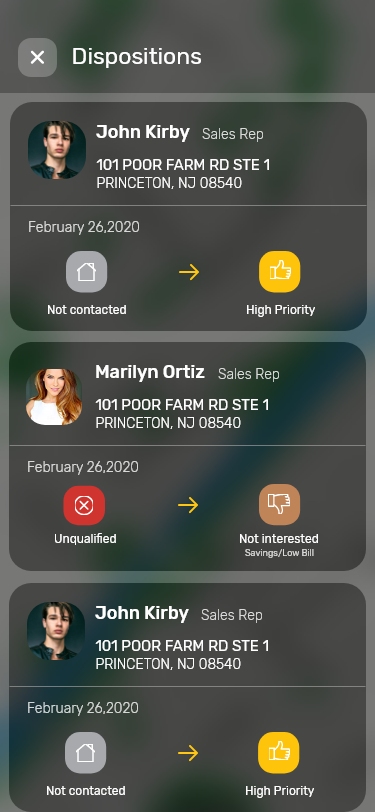 Dispositions
John Kirby Sales Rep
101 POOR FARM RD STE 1
PRINCETON, NJ 08540
February 26,2020
Not contacted High Priority
Marilyn Ortiz Sales Rep
101 POOR FARM RD STE 1
PRINCETON, NJ 08540
February 26,2020
Unqualified Not interested
Savings/Low Bill
John Kirby Sales Rep
101 POOR FARM RD STE 1
PRINCETON, NJ 08540
February 26,2020
Not contacted High Priority